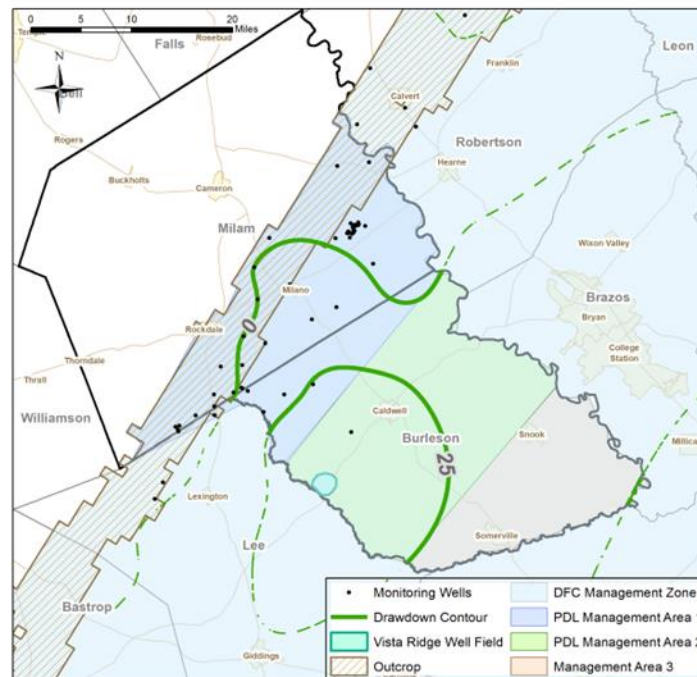 0 5 10 20
Miles
Falls
Rosebud
Leon
N
Bell
Calvert
Franklin
Rogers
Robertson
Buckholts
Hearne
Cameron
Milam
Wixon Valley
Milano
Brazos
0
Rockdale
Bryan
College
Station
Thorndale
Thrall
Caldwell
Williamson
Burleson
Snook
25
Lexington
Somerville
Lee
Bastrop
Giddings
Monitoring Wells
Drawdown Contour
Vista Ridge Well Field
Outcrop
DFC Management Zone
PDL Management Area 1
PDL Management Area 2
Management Area 3